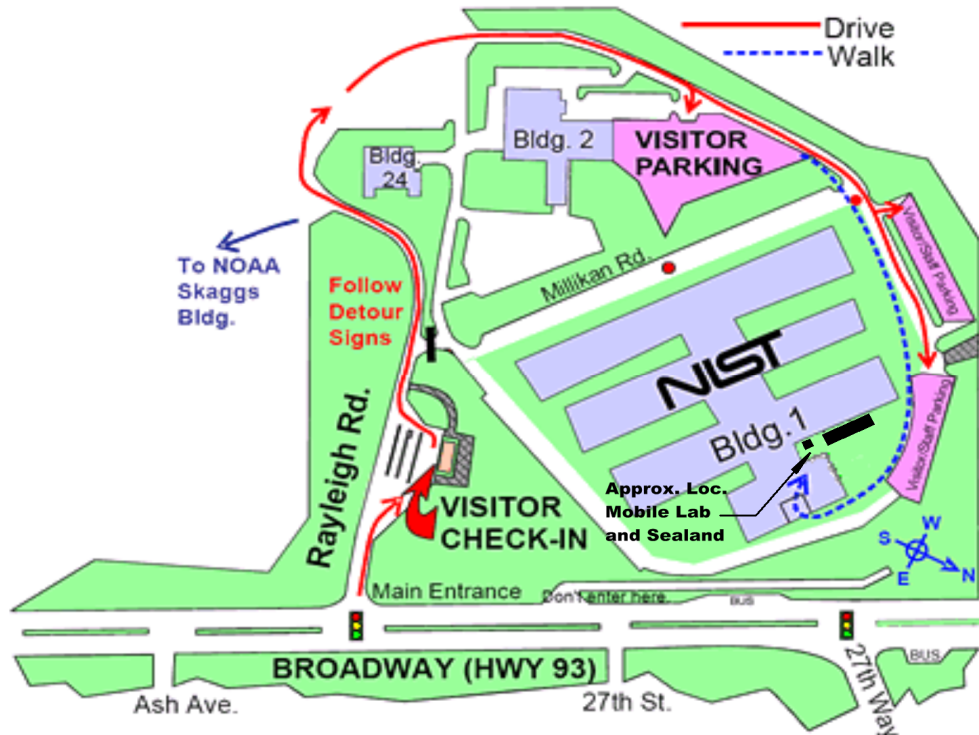 Drive
Walk
Bldg. 2
VISITOR
PARKING
Bldg.
24
To NOAA
Skaggs
Bldg.
Follow
Detour
Signs
Millikan Rd.
Visitor/Staff Parking
NIST
Bldg.1
Visitor/Staff Parking
Rayleigh Rd.
Approx. Loc.
Mobile Lab
and Sealand
VISITOR
CHECK-IN
W
S
E
N
Main Entrance
Don't enter here.
BUS
BROADWAY (HWY 93)
BUS
Ash Ave.
27th St.
27th Way